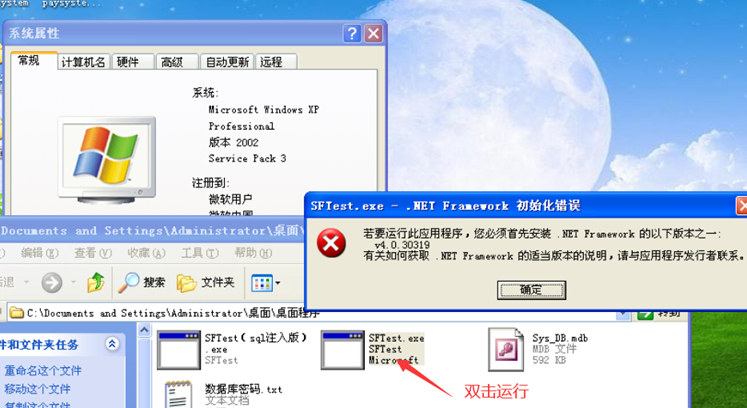 ystem paysyste...
系统属性
常规 计算机名 硬件 高级 自动更新 远程
系统:
Microsoft Windows XP
Professional
版本 2002
Service Pack 3
注册到:
微软用户
SFTest.exe - .NET Framework 初始化错误
若要运行此应用程序，您必须首先安装 .NET Framework 的以下版本之一:
v4.0.30319
有关如何获取 .NET Framework 的适当版本的说明，请与应用程序发行者联系。
确定
Documents and Settings\Administrator\桌面\
编辑(E) 查看(V) 收藏(A) 工具(T) 帮助(H)
后退 搜索 文件夹
C:\Documents and Settings\Administrator\桌面\桌面程序
转到
件和文件夹任务
重命名这个文件
移动这个文件
复制这个文件
SFTest(sql注入版)
.exe
SFTest
SFTest.exe
SFTest
Microsoft
Sys_DB.mdb
MDB 文件
592 KB
数据库密码.txt
文本文档
双击运行